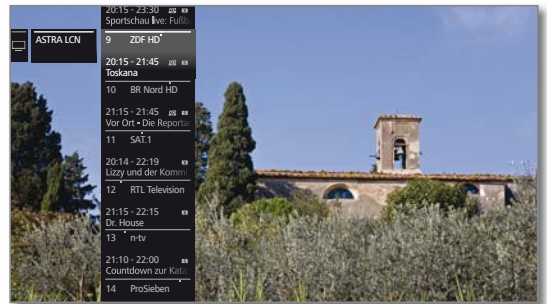 20:15 - 23:30
Sportschau live: Fußb
ASTRA LCN
9 ZDF HD
20:15 - 21:45
Toskana
10 BR Nord HD
21:15 - 21:45
Vor Ort - Die Reporta
11 SAT.1
20:14 - 22:19
Lizzy und der Kommi
12 RTL Television
21:15 - 22:15
Dr. House
13 n-tv
21:10 - 22:00
Countdown zur Kata
14 ProSieben